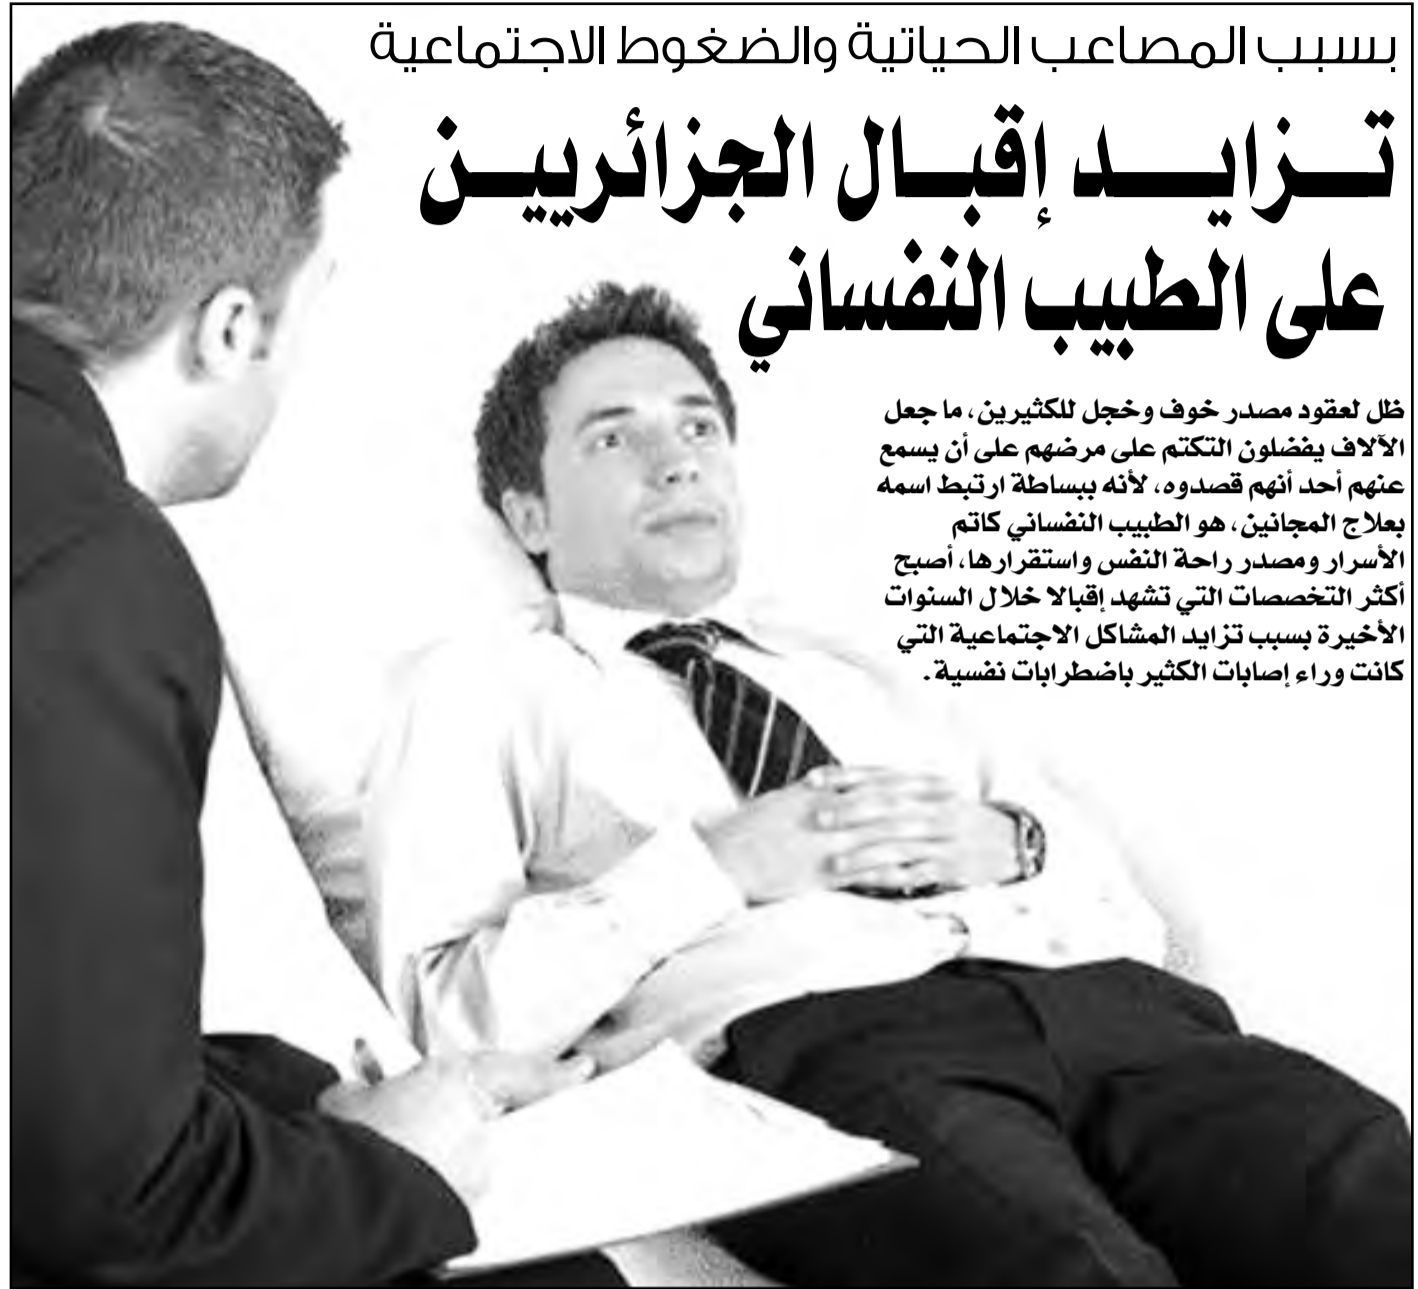 بسبب المصاعب الحياتية والضغوط الاجتماعية
تزايد إقبال الجزائريين
على الطبيب النفساني
ظل لعقود مصدر خوف وخجل للكثيرين، ما جعل
الآلاف يفضلون التكتم على مرضهم على أن يسمع
عنهم أحد أنهم قصدوه، لأنه ببساطة ارتبط اسمه
بعلاج المجانين، هو الطبيب النفساني كاتم
الأسرار ومصدر راحة النفس واستقرارها، أصبح
أكثر التخصصات التي تشهد إقبالا خلال السنوات
الأخيرة بسبب تزايد المشاكل الاجتماعية التي
كانت وراء إصابات الكثير باضطرابات نفسية.